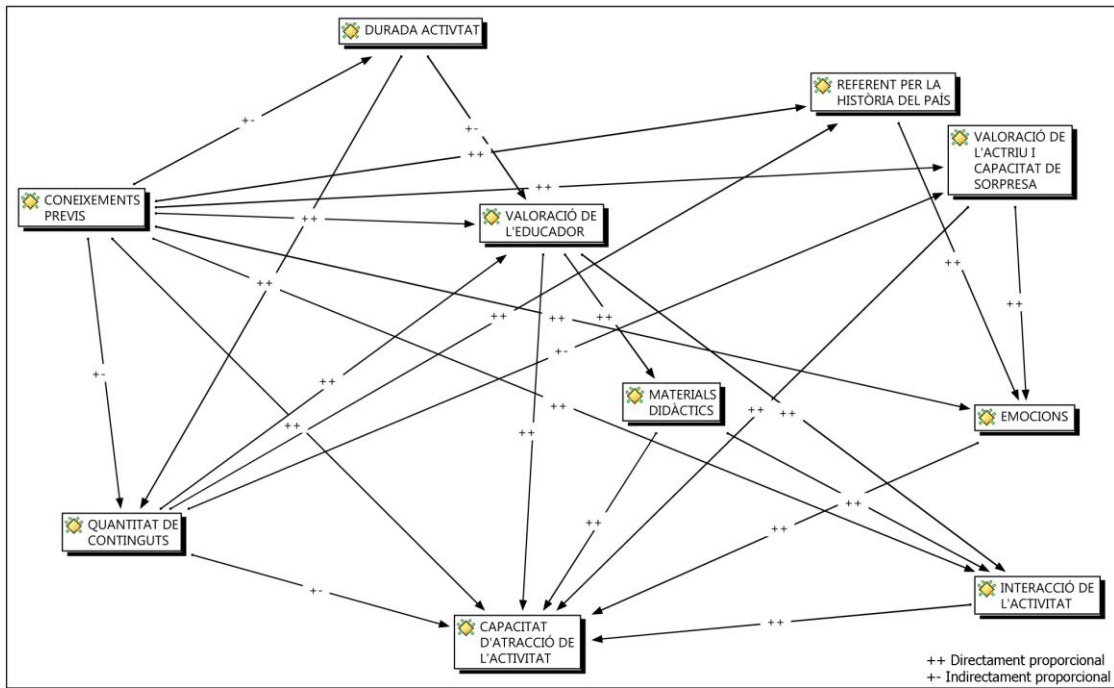 DURADA ACTIVTAT
REFERENT PER LA
HISTÒRIA DEL PAÍS
VALORACIÓ DE
L'ACTRIU I
CAPACITAT DE
SORPRESA
CONEIXEMENTS
PREVIS
VALORACIÓ DE
L'EDUCADOR
MATERIALS
DIDÀCTICS
EMOCIONS
QUANTITAT DE
CONTINGUTS
CAPACITAT
D'ATRACCIÓ DE
L'ACTIVITAT
INTERACCIÓ DE
L'ACTIVITAT
+-
+-
++
++
++
++
++
++
++
++
++
++
+-
+-
++
++
++
++
++
++
++
++
++
+-
++
++ Directament proporcional
+- Indirectament proporcional